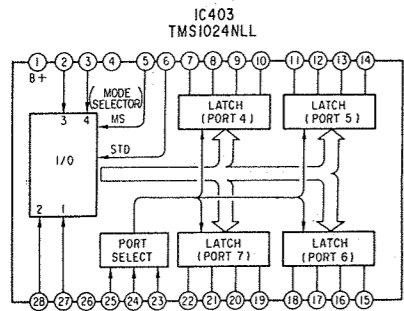 IC403
TMS1024NLL
1 2 3 4 5 6 7 8 9 10 11 12 13 14
B+
(MODE SELECTOR)
3 4 MS
LATCH (PORT 4)
LATCH (PORT 5)
I/O
STD
2 1
PORT SELECT
LATCH (PORT 7)
LATCH (PORT 6)
28 27 26 25 24 23 22 21 20 19 18 17 16 15